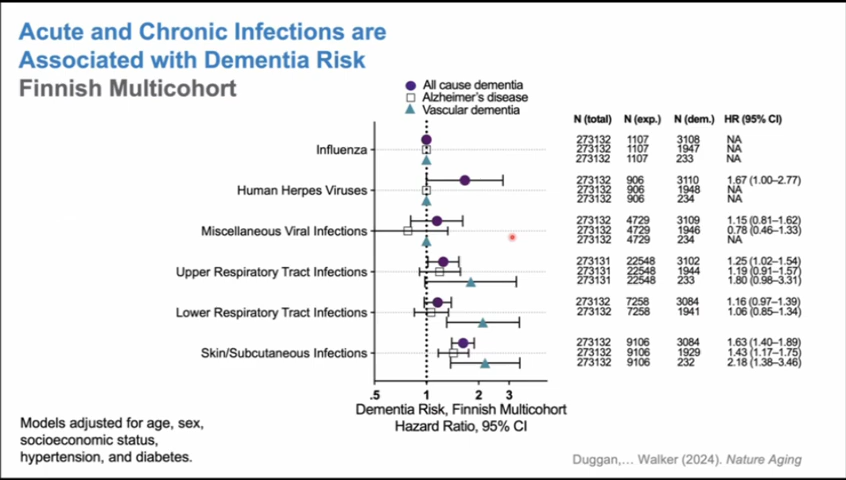 Acute and Chronic Infections are
Associated with Dementia Risk
Finnish Multicohort
All cause dementia
Alzheimer's disease
Vascular dementia
N (total) N (exp.) N (dem.) HR (95% CI)
Influenza
273132 1107 3108 NA
273132 1107 1947 NA
273132 1107 233 NA
Human Herpes Viruses
273132 906 3110 1.67 (1.00–2.77)
273132 906 1948 NA
273132 906 234 NA
Miscellaneous Viral Infections
273132 4729 3109 1.15 (0.81–1.62)
273132 4729 1946 0.78 (0.46–1.33)
273132 4729 234 NA
Upper Respiratory Tract Infections
273131 22548 3102 1.25 (1.02–1.54)
273131 22548 1944 1.19 (0.91–1.57)
273131 22548 233 1.80 (0.98–3.31)
Lower Respiratory Tract Infections
273132 7258 3084 1.16 (0.97–1.39)
273132 7258 1941 1.06 (0.85–1.34)
Skin/Subcutaneous Infections
273132 9106 3084 1.63 (1.40–1.89)
273132 9106 1929 1.43 (1.17–1.75)
273132 9106 232 2.18 (1.38–3.46)
.5 1 2 3
Dementia Risk, Finnish Multicohort
Hazard Ratio, 95% CI
Models adjusted for age, sex,
socioeconomic status,
hypertension, and diabetes.
Duggan,... Walker (2024). Nature Aging